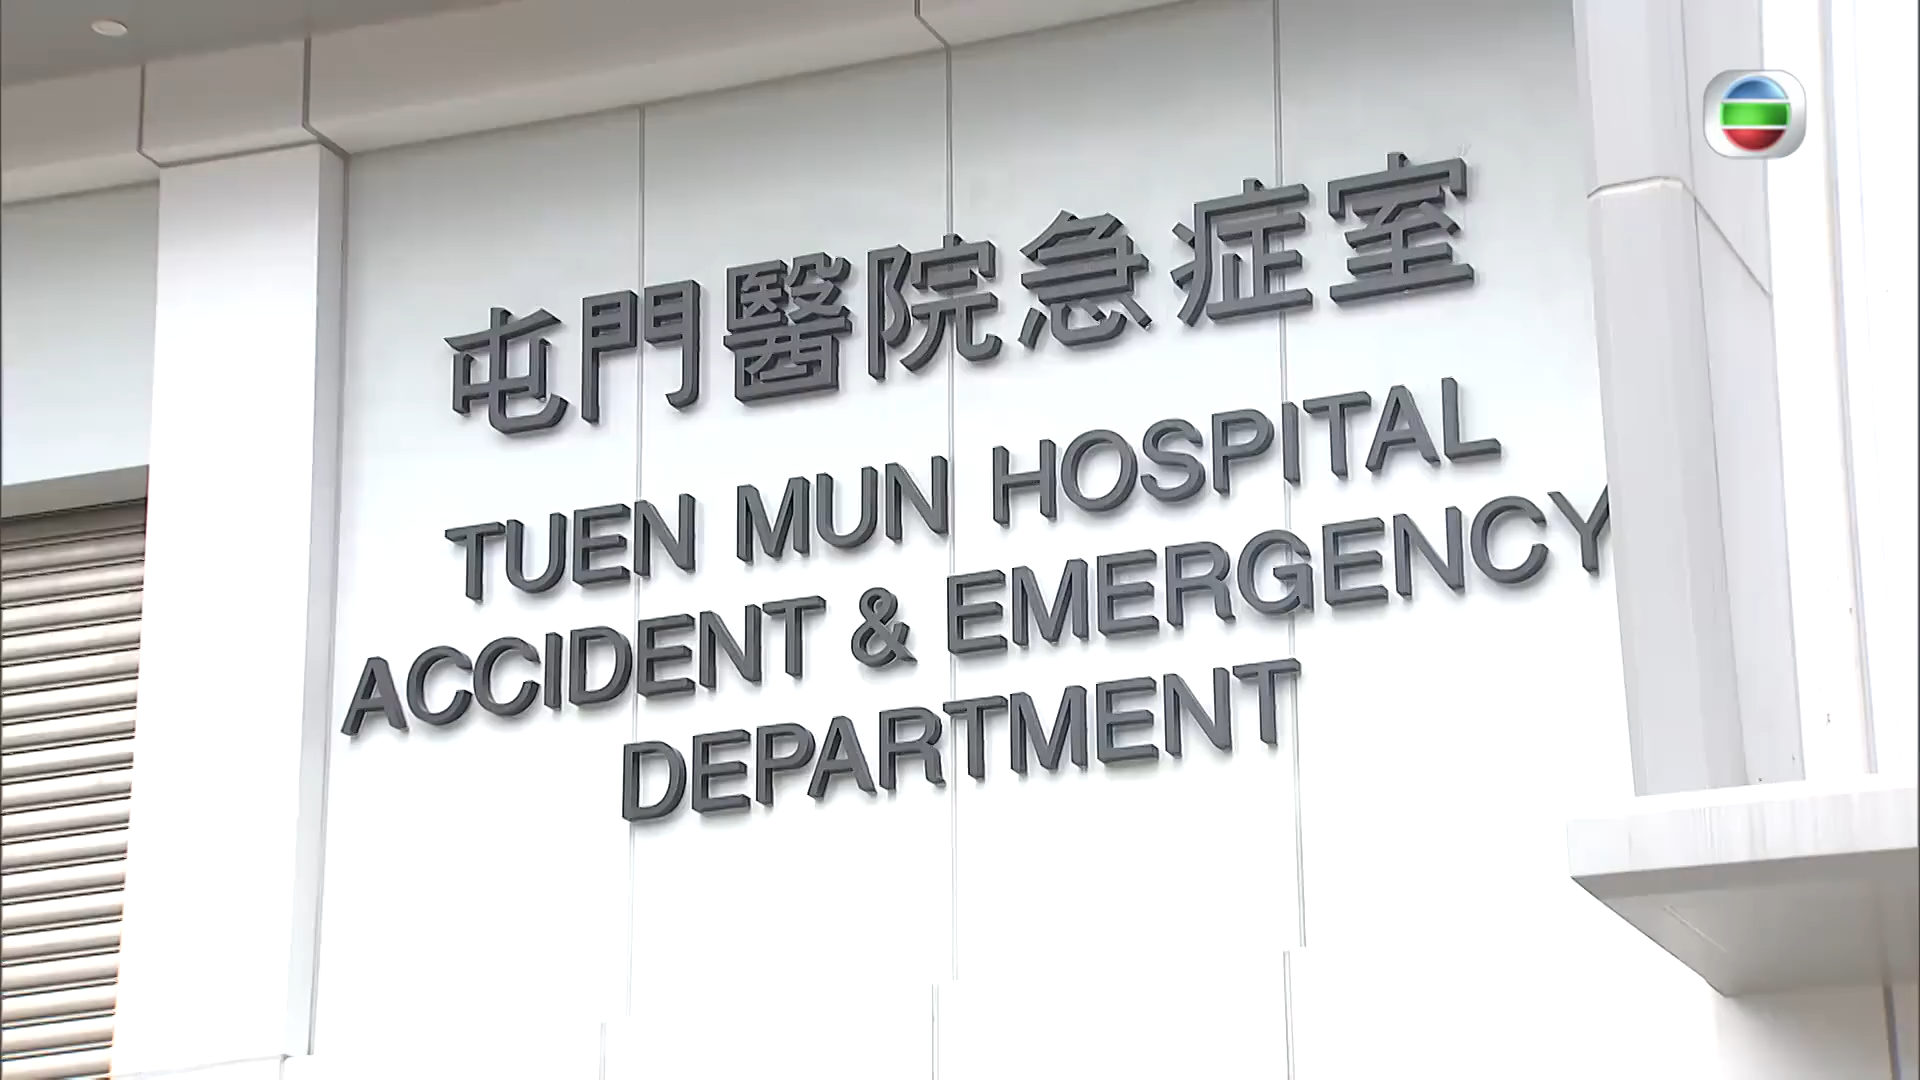 屯門醫院急症室
TUEN MUN HOSPITAL
ACCIDENT & EMERGENCY
DEPARTMENT